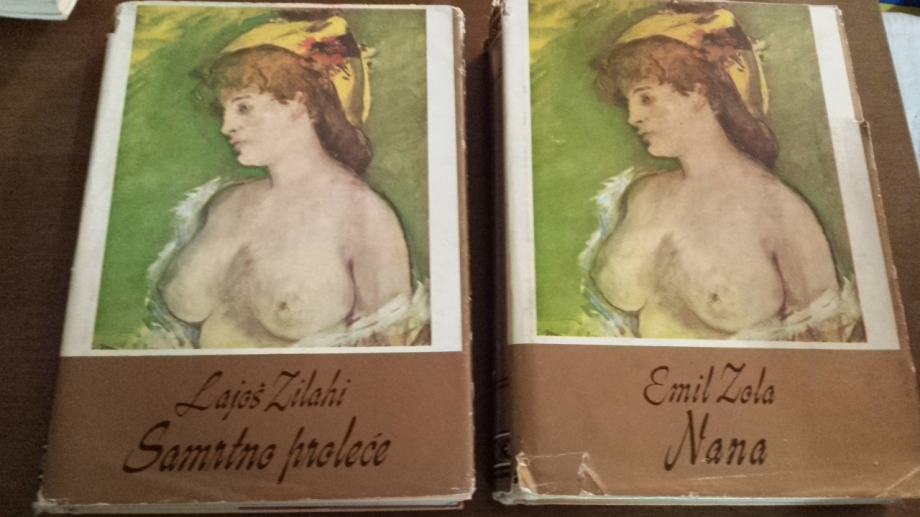 Lajoš Zilahi
Samrtno proleće
Emil Zola
Nana